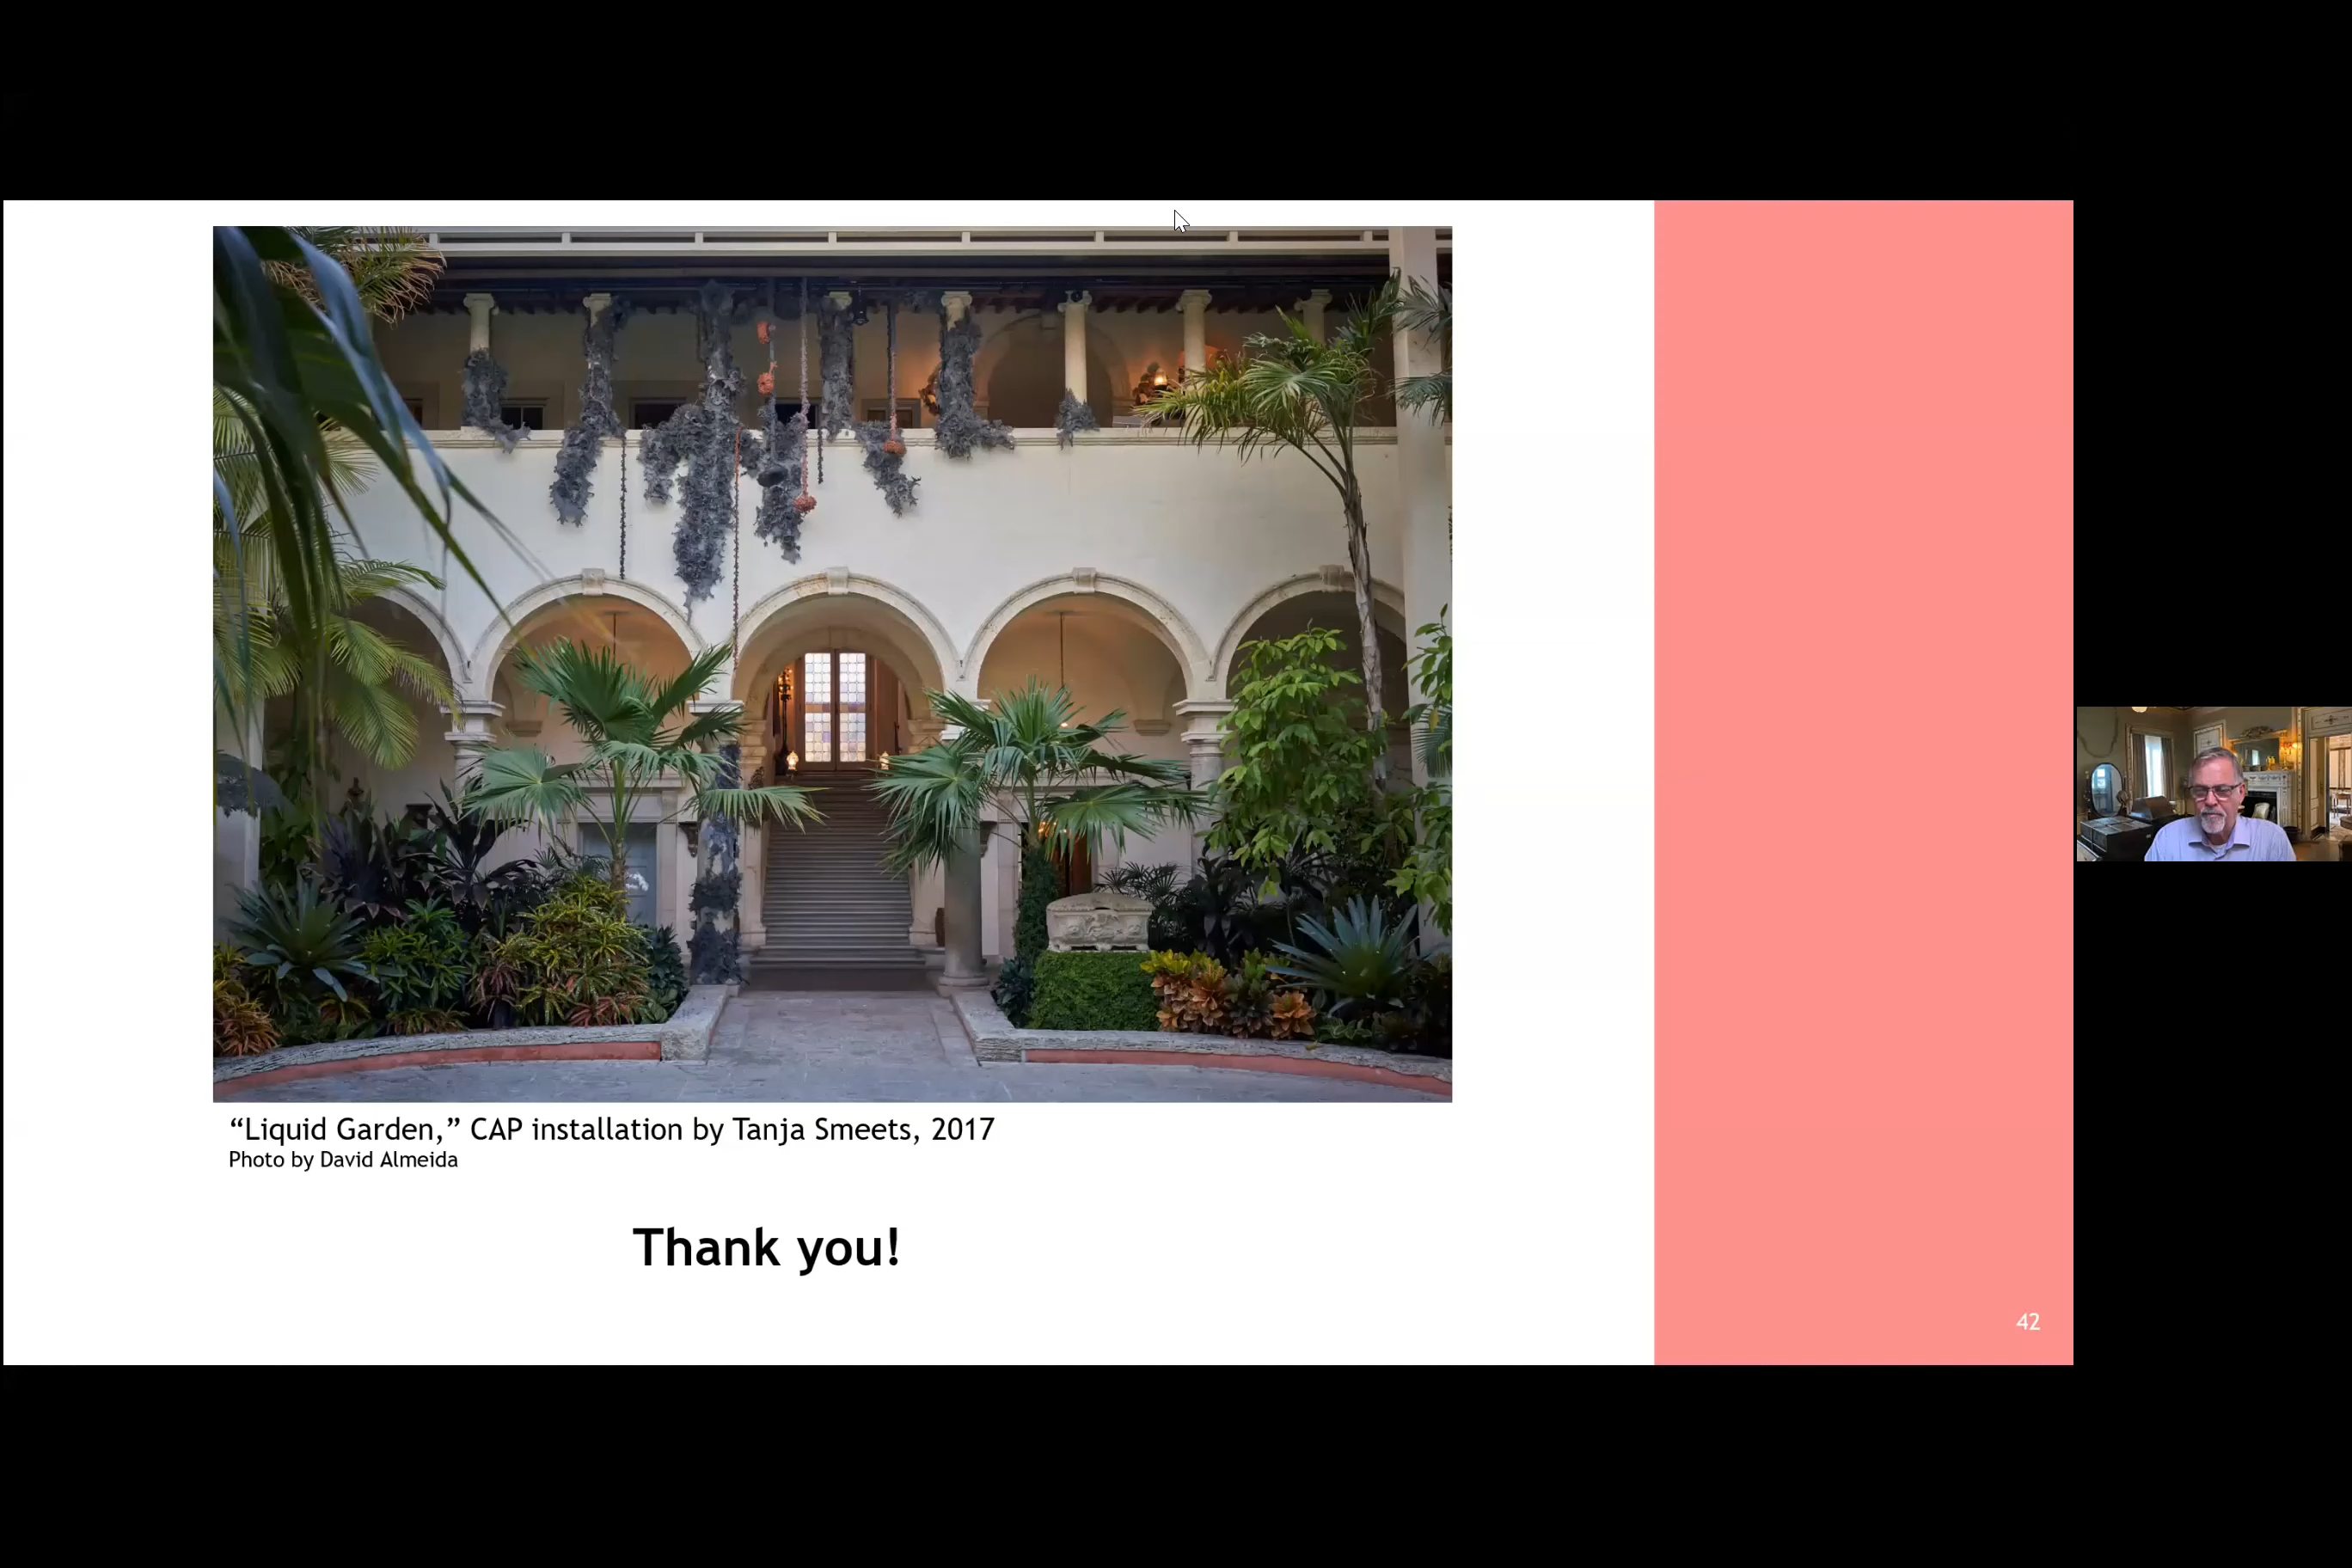 “Liquid Garden,” CAP installation by Tanja Smeets, 2017
Photo by David Almeida
Thank you!
42